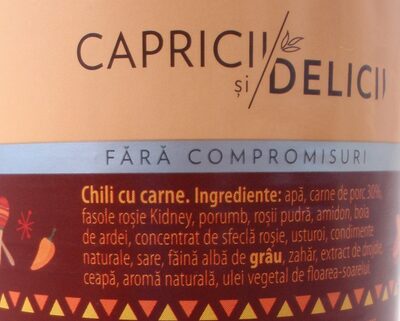 CAPRICII
și DELICII
FĂRĂ COMPROMISURI
Chili cu carne. Ingrediente: apă, carne de porc 30%,
fasole roșie Kidney, porumb, roșii pudră, amidon, boia
de ardei, concentrat de sfeclă roșie, usturoi, condimente
naturale, sare, făină albă de grâu, zahăr, extract de drojdie,
ceapă, aromă naturală, ulei vegetal de floarea-soarelui.